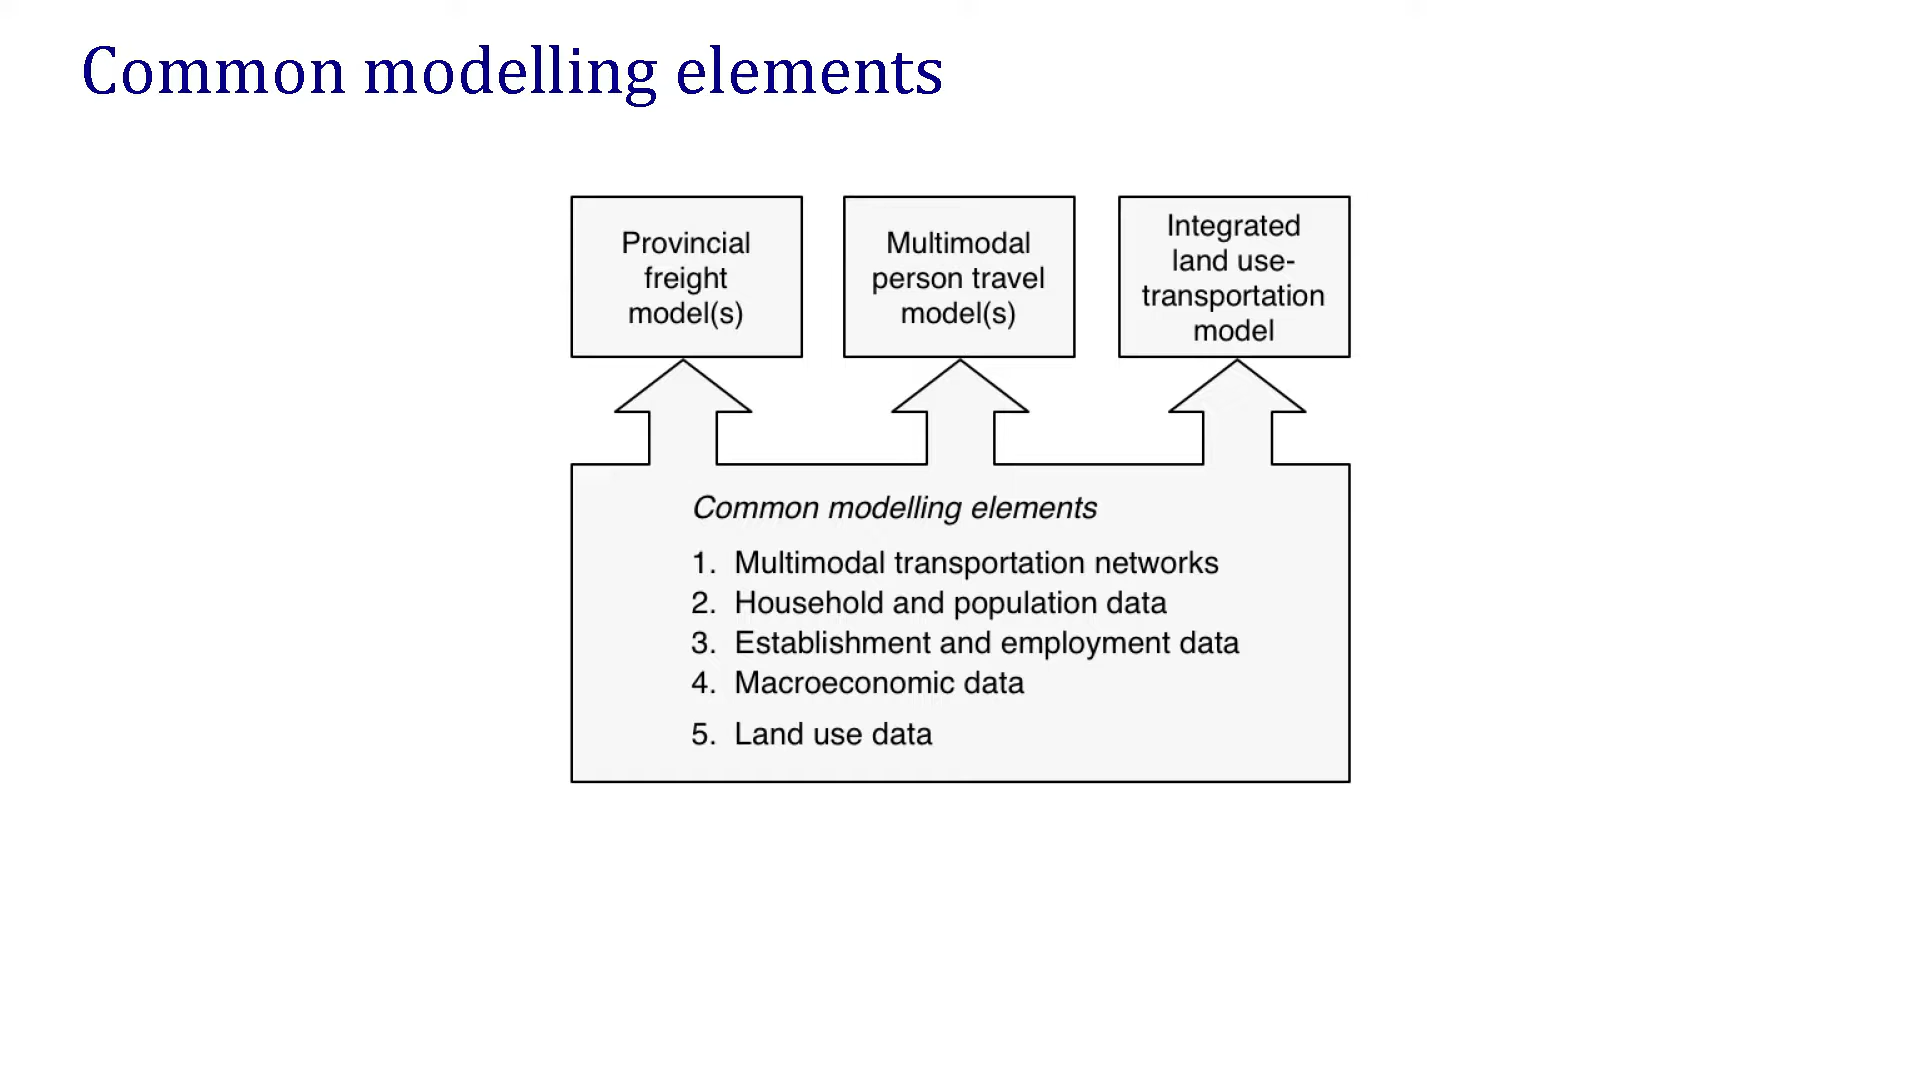 Common modelling elements
Provincial
freight
model(s)
Multimodal
person travel
model(s)
Integrated
land use-
transportation
model
Common modelling elements
1. Multimodal transportation networks
2. Household and population data
3. Establishment and employment data
4. Macroeconomic data
5. Land use data